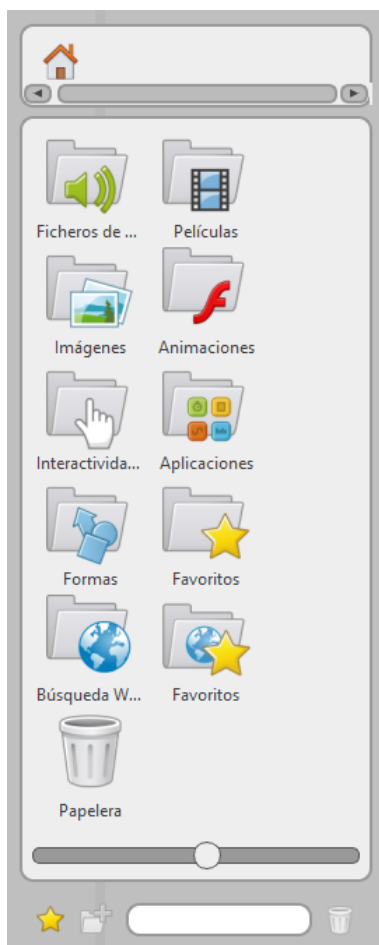 Ficheros de ...
Películas
Imágenes
Animaciones
Interactivida...
Aplicaciones
Formas
Favoritos
Búsqueda W...
Favoritos
Papelera